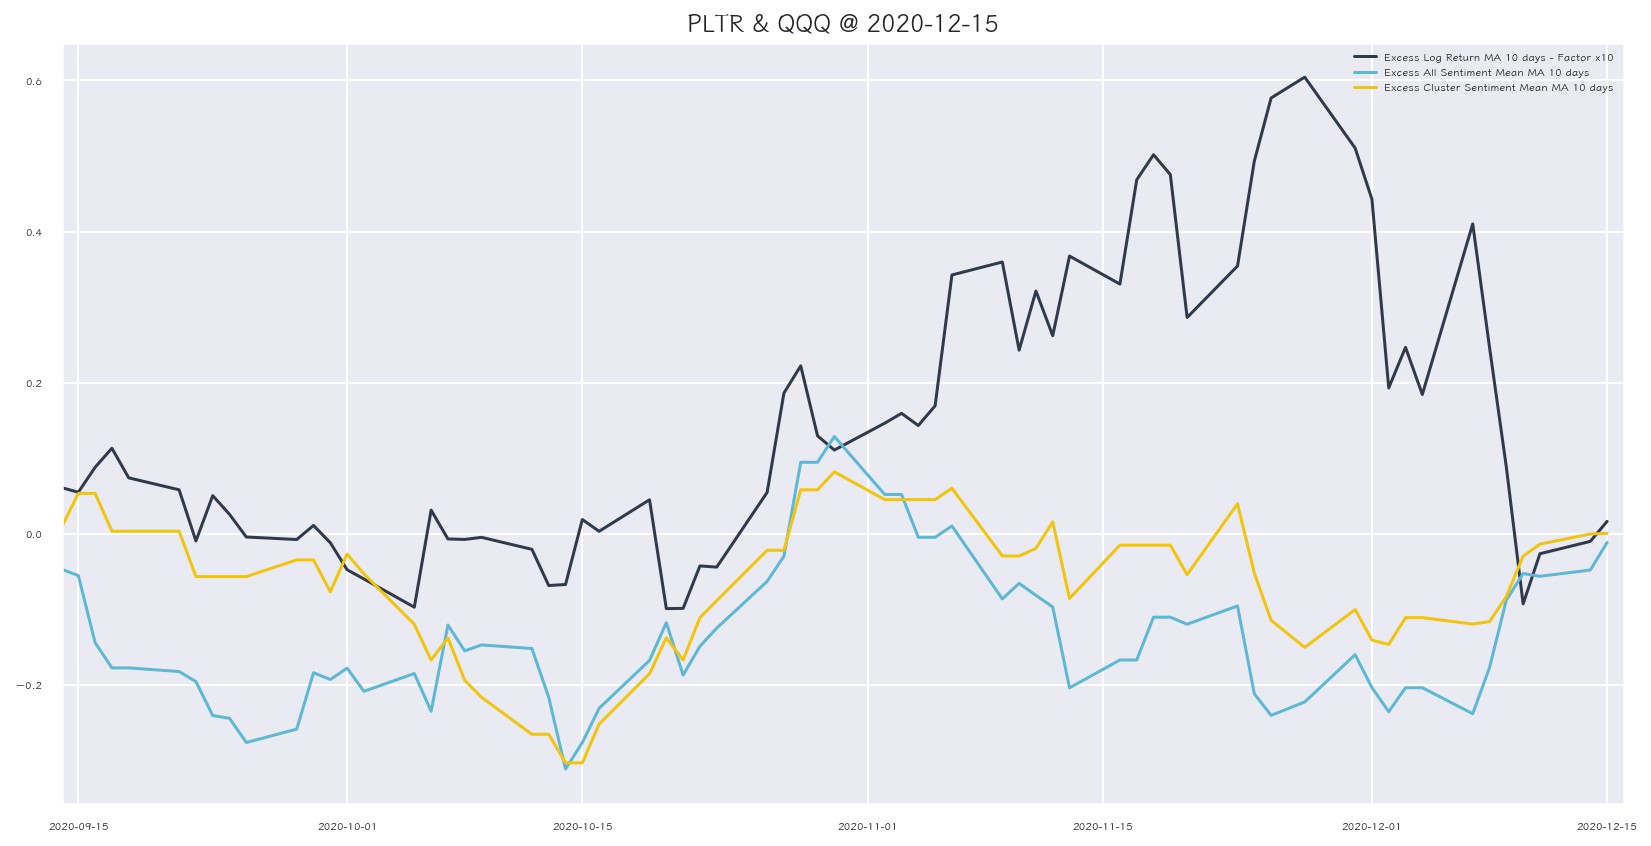 PLTR & QQQ @ 2020-12-15
Excess Log Return MA 10 days - Factor x10
Excess All Sentiment Mean MA 10 days
Excess Cluster Sentiment Mean MA 10 days
0.6
0.4
0.2
0.0
−0.2
2020-09-15 2020-10-01 2020-10-15 2020-11-01 2020-11-15 2020-12-01 2020-12-15